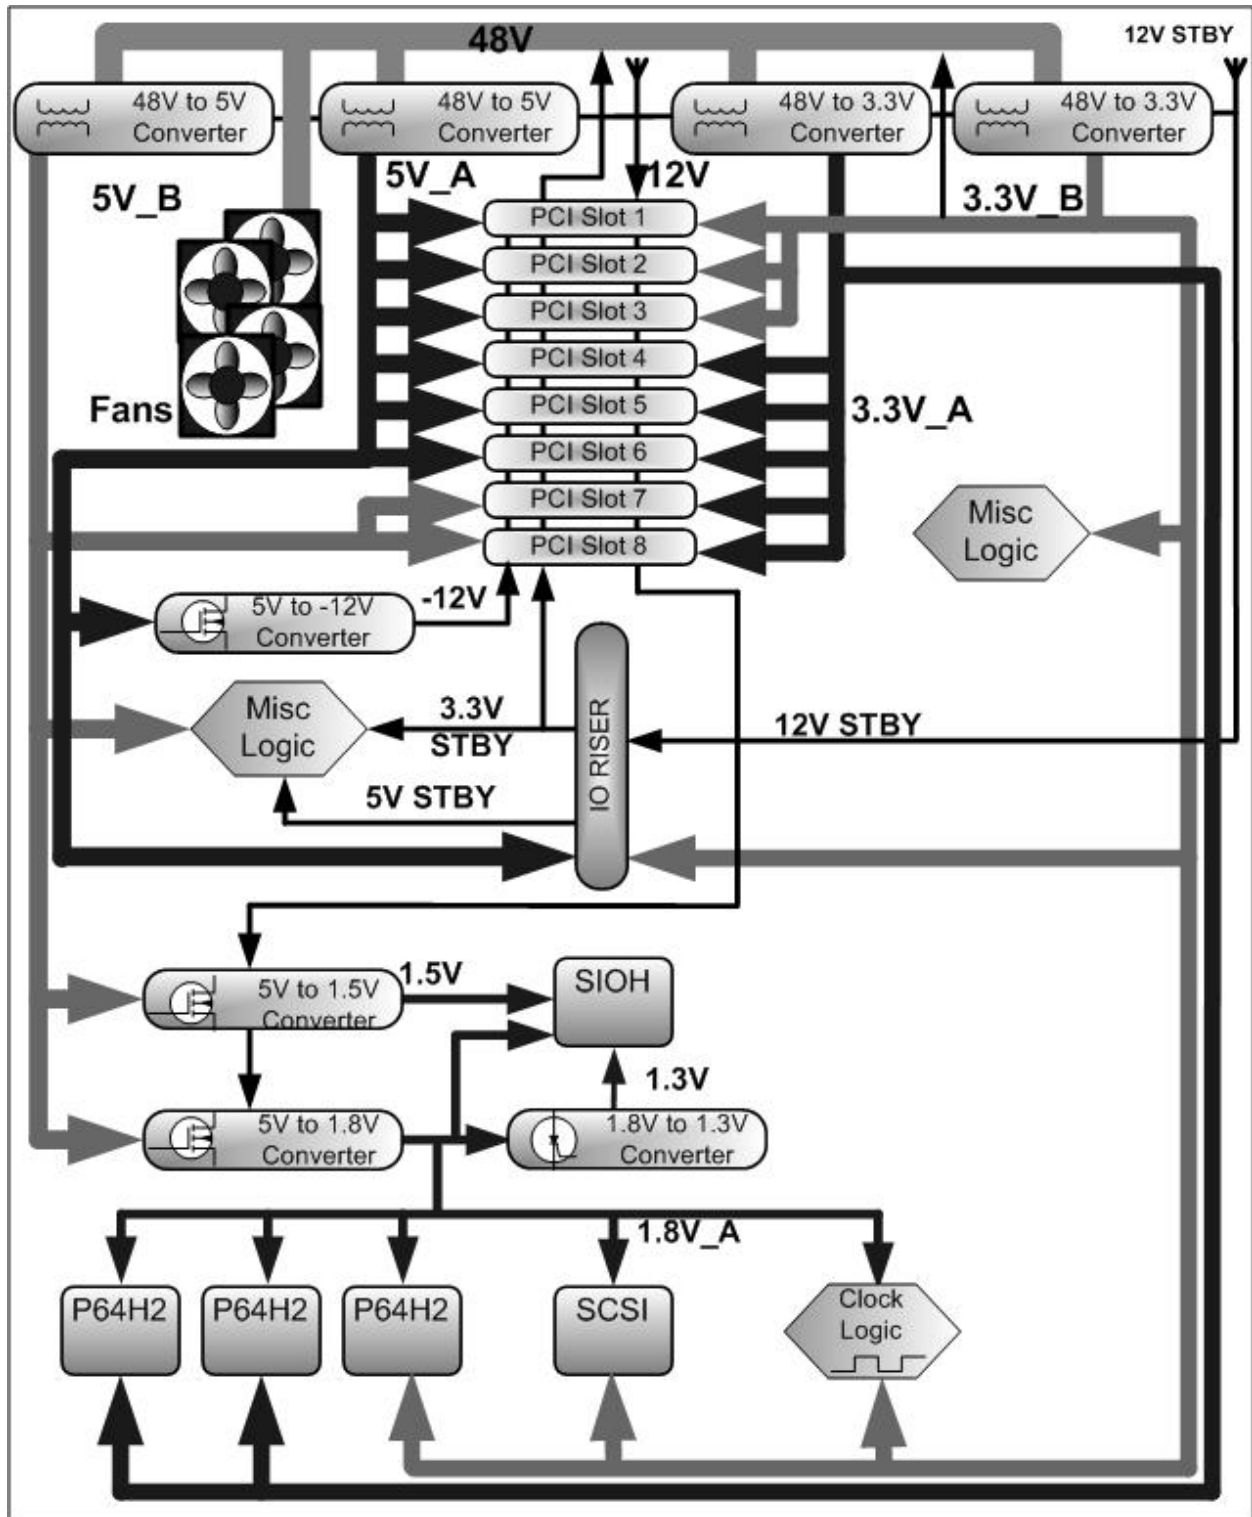 48V
12V STBY
48V to 5V
Converter
48V to 5V
Converter
48V to 3.3V
Converter
48V to 3.3V
Converter
5V_B
5V_A
12V
3.3V_B
PCI Slot 1
PCI Slot 2
PCI Slot 3
PCI Slot 4
PCI Slot 5
PCI Slot 6
PCI Slot 7
PCI Slot 8
Fans
3.3V_A
Misc
Logic
5V to -12V
Converter
-12V
Misc
Logic
3.3V
STBY
5V STBY
IO RISER
12V STBY
5V to 1.5V
Converter
1.5V
SIOH
1.3V
5V to 1.8V
Converter
1.8V to 1.3V
Converter
1.8V_A
P64H2
P64H2
P64H2
SCSI
Clock
Logic